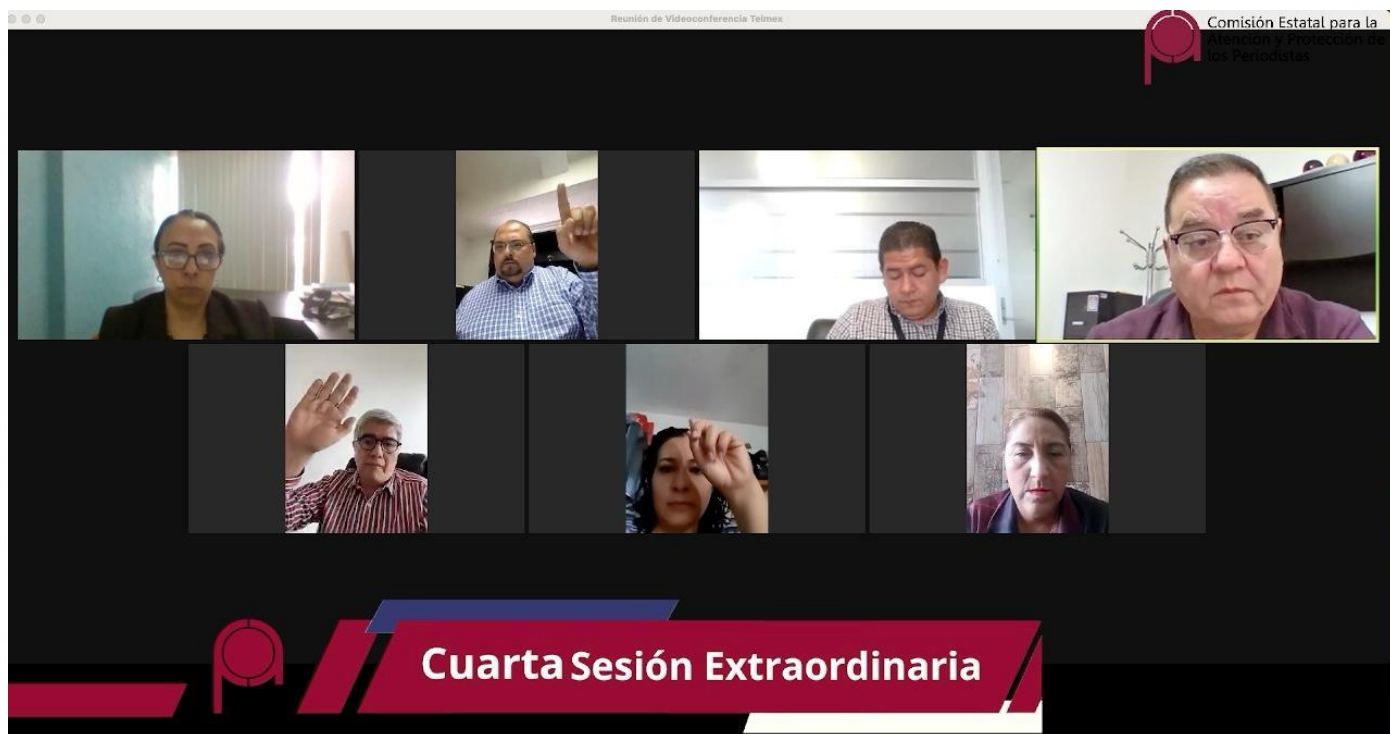 Reunión de Videoconferencia Telmex
Comisión Estatal para la
Atención y Protección de
los Periodistas
Cuarta Sesión Extraordinaria